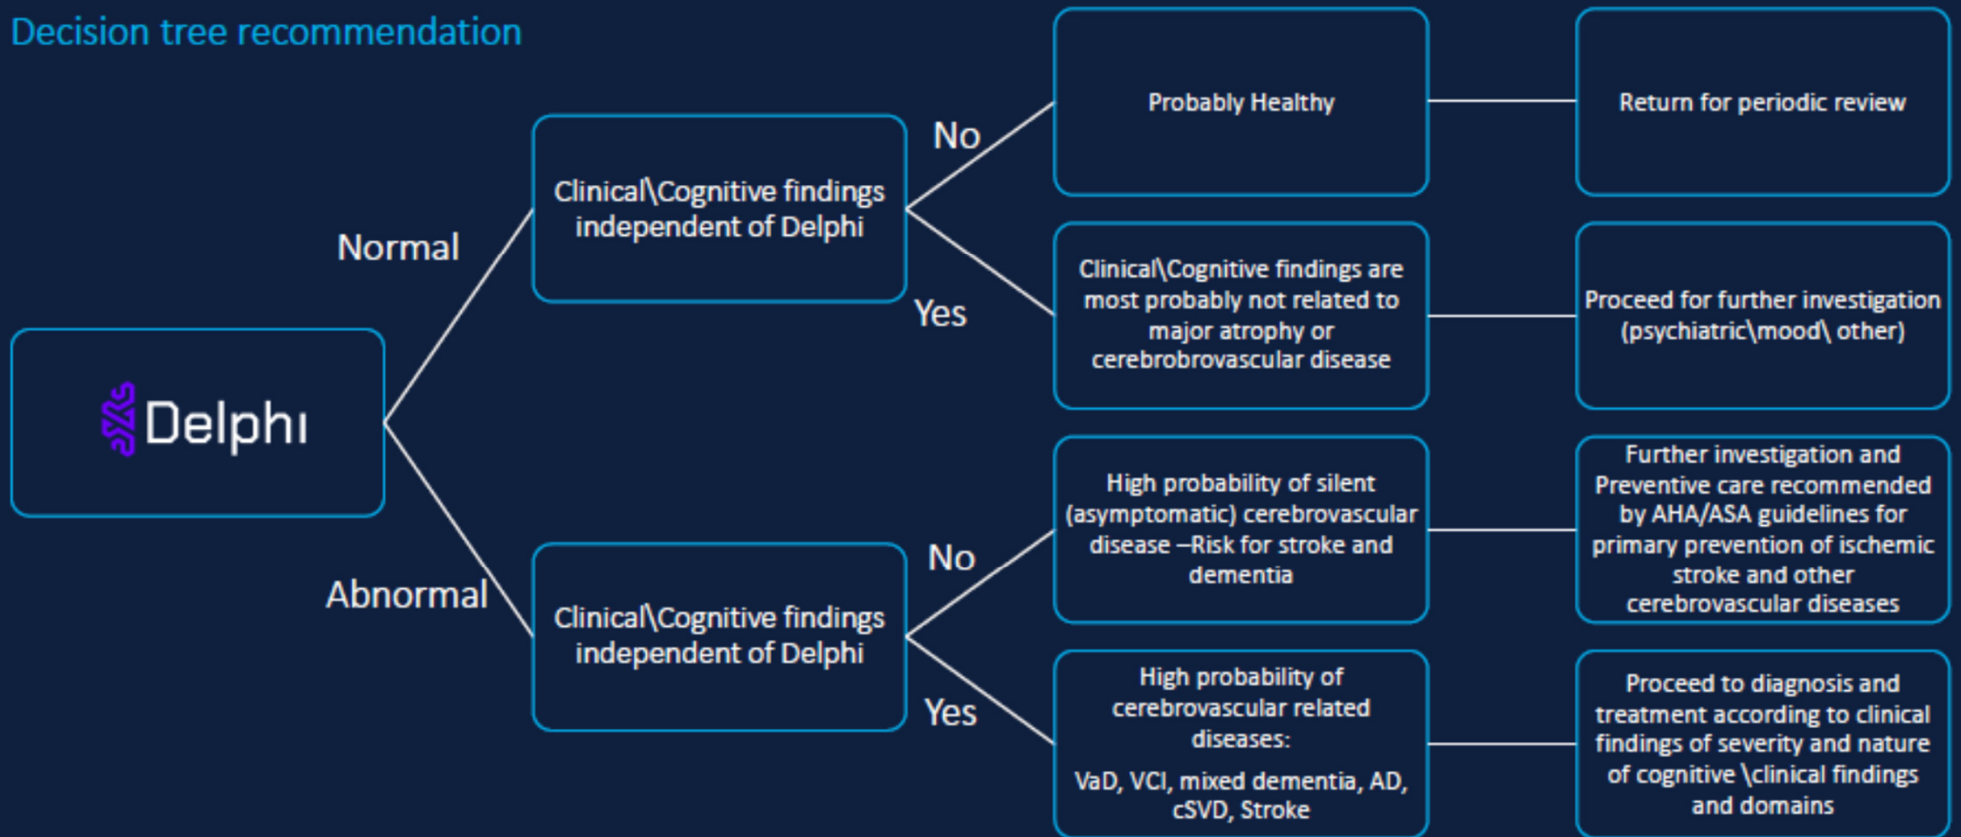 Decision tree recommendation
Delphi
Normal
Abnormal
Clinical\Cognitive findings
independent of Delphi
No
Yes
Clinical\Cognitive findings
independent of Delphi
No
Yes
Probably Healthy
Return for periodic review
Clinical\Cognitive findings are
most probably not related to
major atrophy or
cerebrobrovascular disease
Proceed for further investigation
(psychiatric\mood\ other)
High probability of silent
(asymptomatic) cerebrovascular
disease –Risk for stroke and
dementia
Further investigation and
Preventive care recommended
by AHA/ASA guidelines for
primary prevention of ischemic
stroke and other
cerebrovascular diseases
High probability of
cerebrovascular related
diseases:
VaD, VCI, mixed dementia, AD,
cSVD, Stroke
Proceed to diagnosis and
treatment according to clinical
findings of severity and nature
of cognitive \clinical findings
and domains